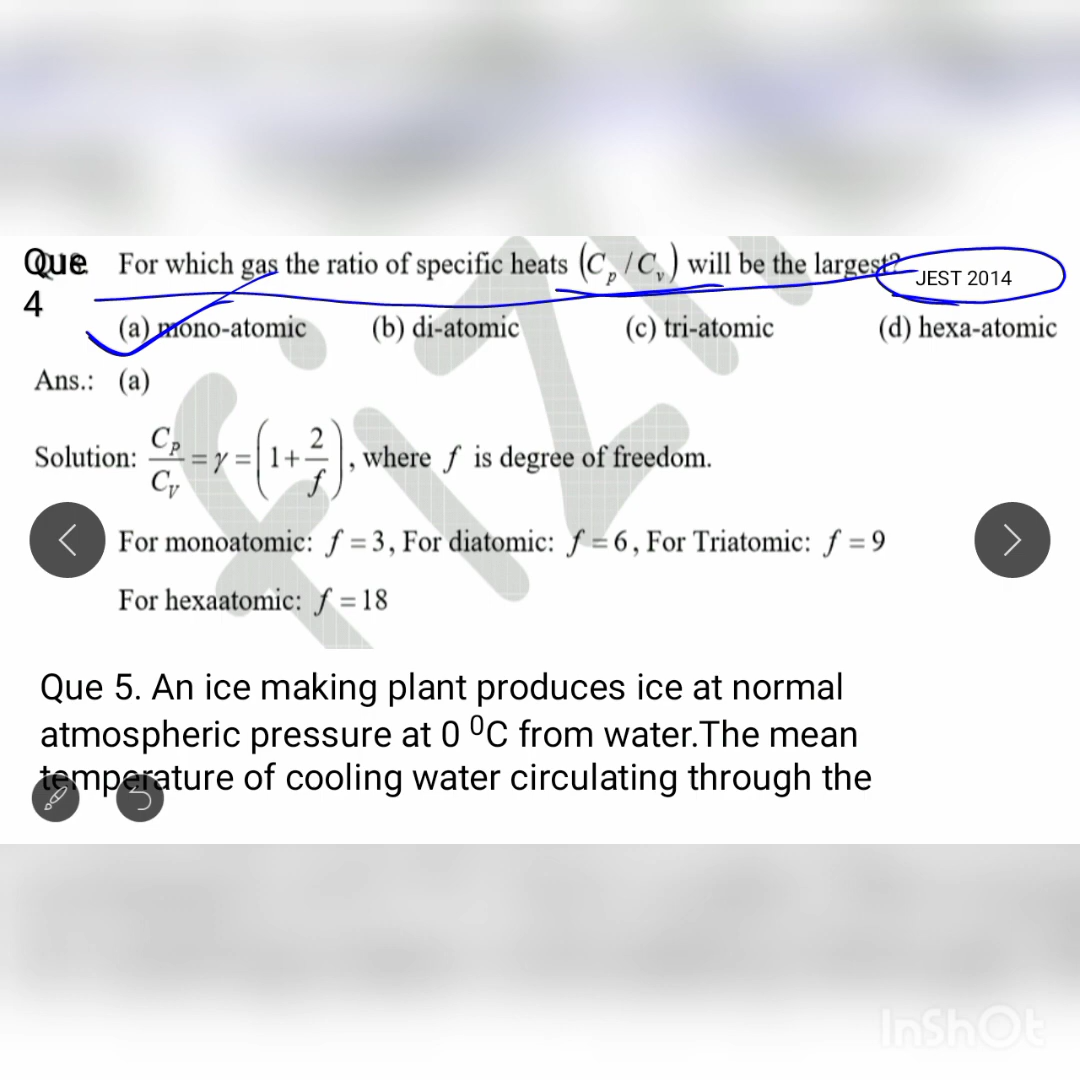 Que For which gas the ratio of specific heats (C_p / C_v) will be the largest? JEST 2014
4
(a) mono-atomic (b) di-atomic (c) tri-atomic (d) hexa-atomic
Ans.: (a)
Solution: C_P / C_V = γ = (1 + 2/f), where f is degree of freedom.
For monoatomic: f = 3, For diatomic: f = 6, For Triatomic: f = 9
For hexaatomic: f = 18
Que 5. An ice making plant produces ice at normal
atmospheric pressure at 0 ⁰C from water.The mean
temperature of cooling water circulating through the
InShOt